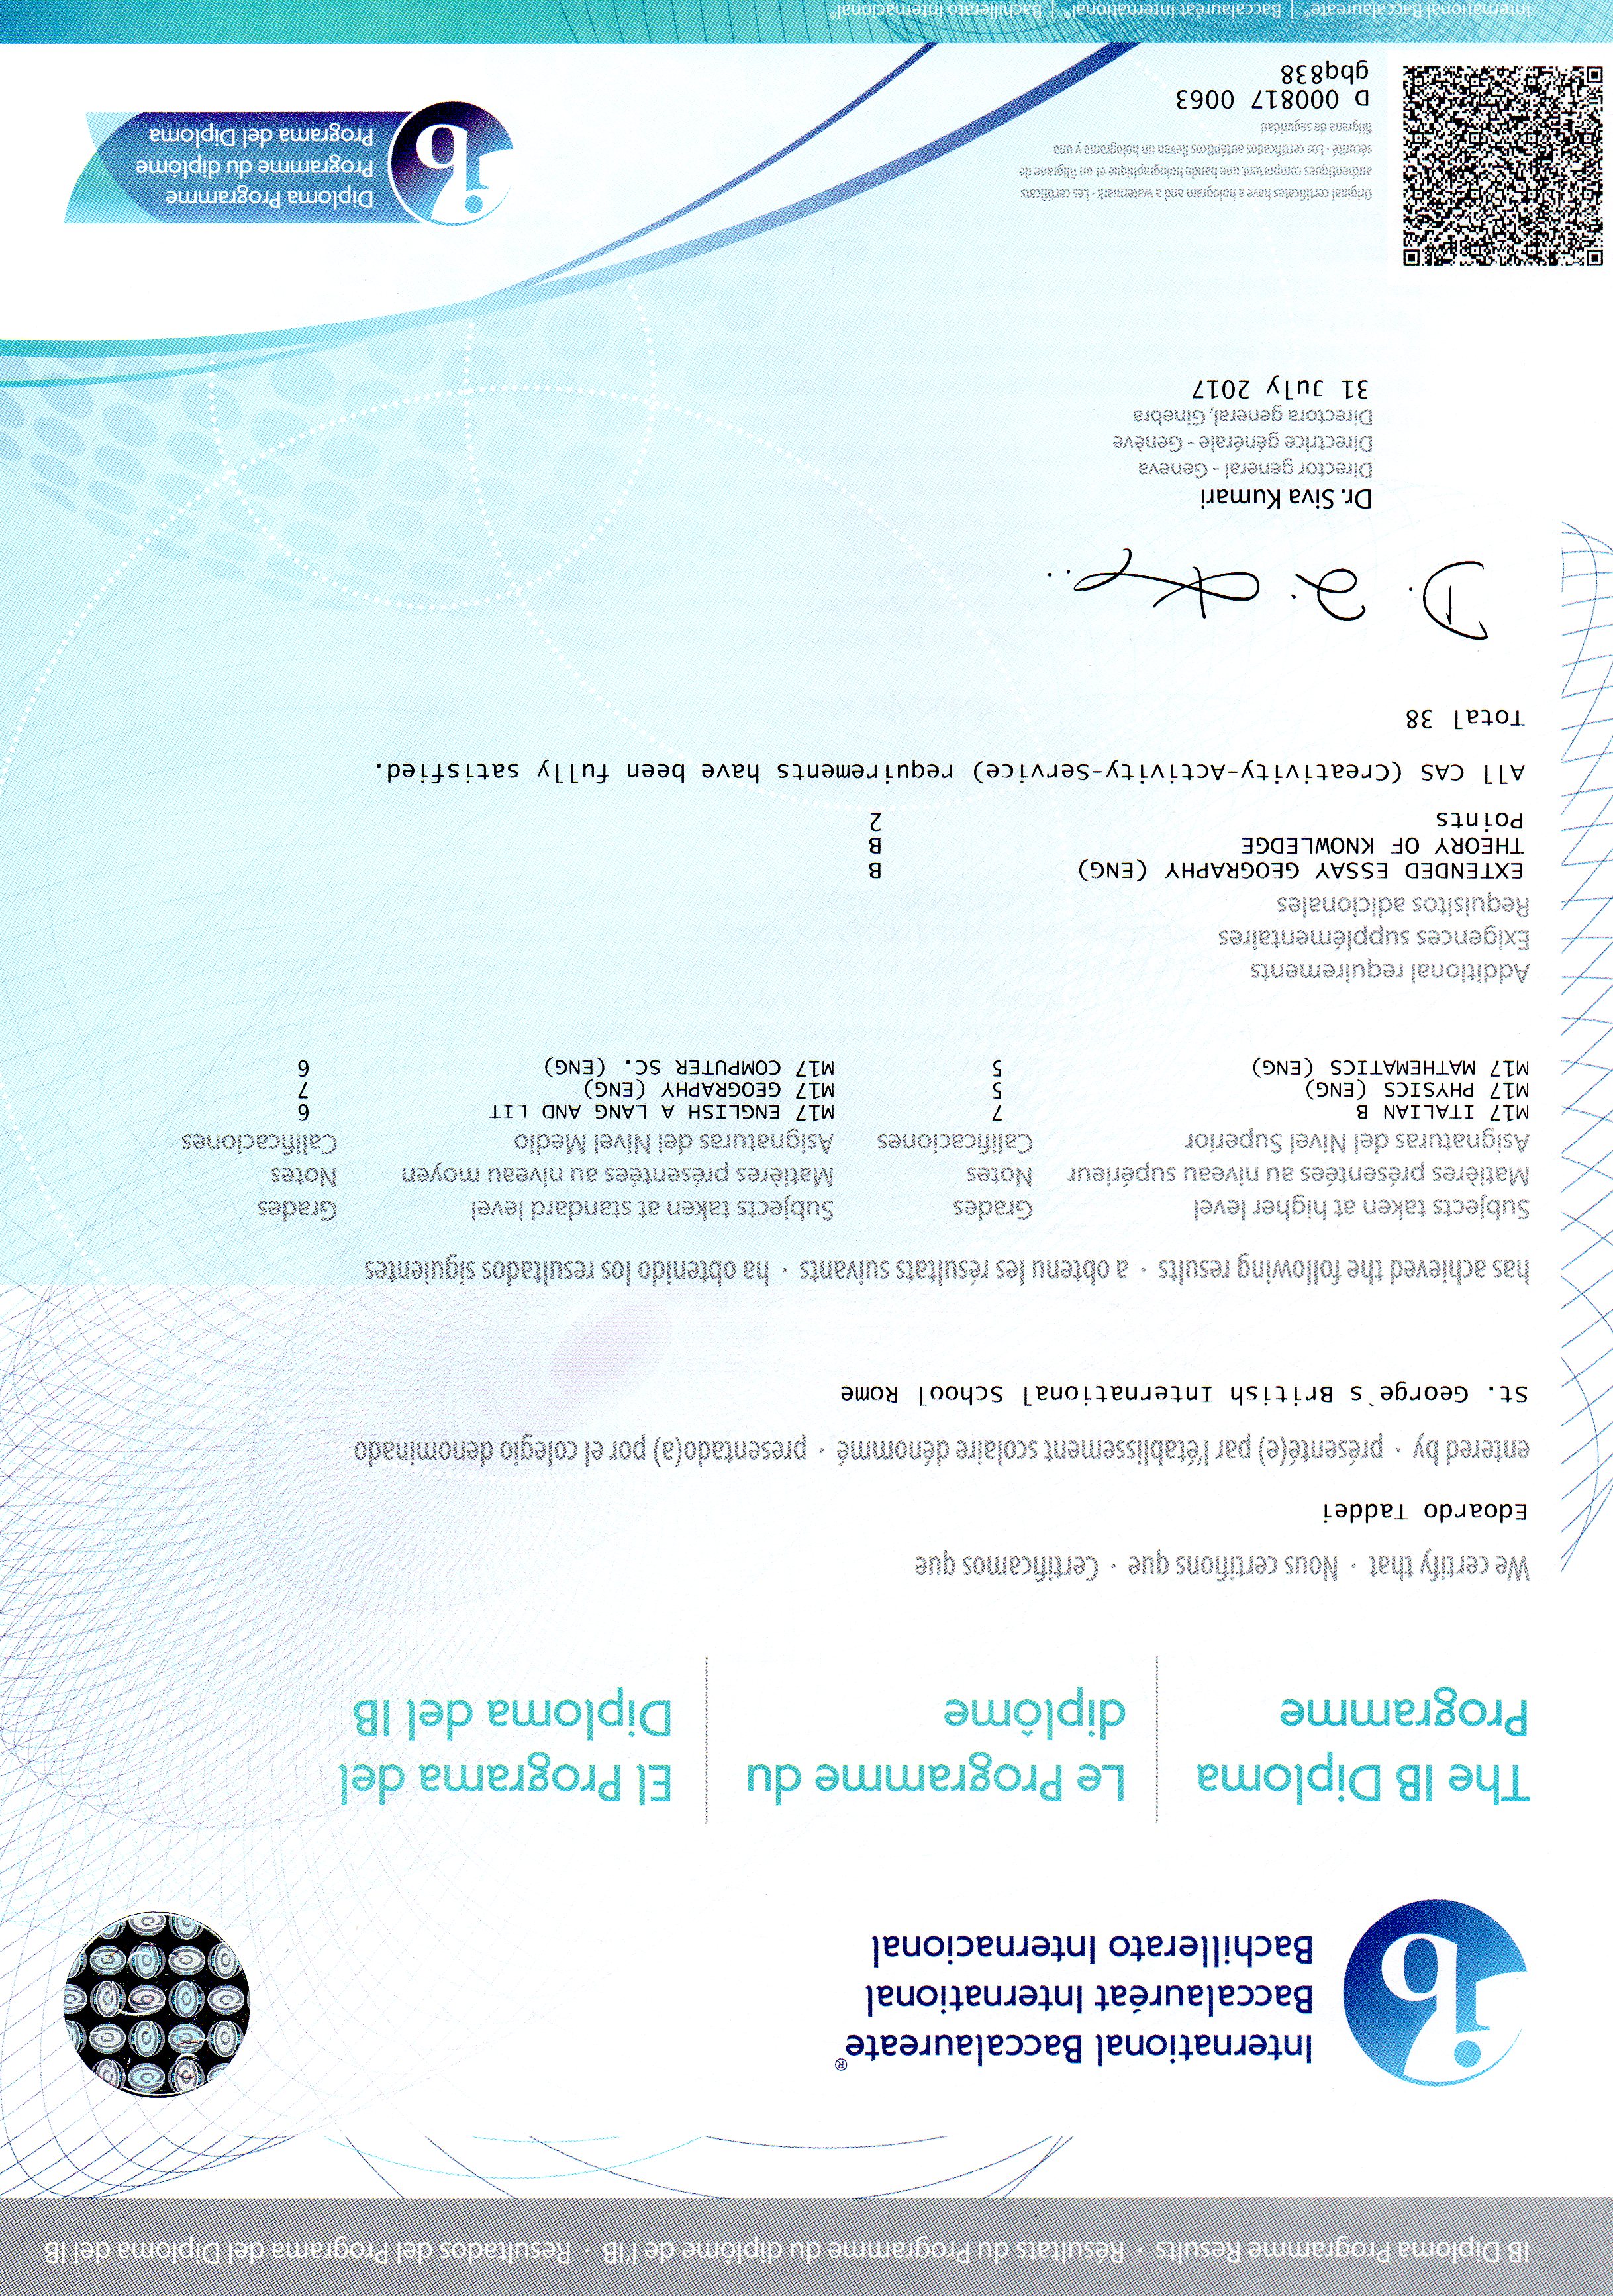 IB Diploma Programme Results · Résultats du Programme du diplôme de l'IB · Resultados del Programa del Diploma del IB
ib
International Baccalaureate®
Baccalauréat International
Bachillerato Internacional
The IB Diploma Programme
Le Programme du diplôme
El Programa del Diploma del IB
We certify that · Nous certifions que · Certificamos que
Edoardo Taddei
entered by · présenté(e) par l'établissement scolaire dénommé · presentado(a) por el colegio denominado
St. George`s British International School Rome
has achieved the following results · a obtenu les résultats suivants · ha obtenido los resultados siguientes
Subjects taken at higher level Grades Subjects taken at standard level Grades
Matières présentées au niveau supérieur Notes Matières présentées au niveau moyen Notes
Asignaturas del Nivel Superior Calificaciones Asignaturas del Nivel Medio Calificaciones
M17 ITALIAN B 7 M17 ENGLISH A LANG AND LIT 6
M17 PHYSICS (ENG) 5 M17 GEOGRAPHY (ENG) 7
M17 MATHEMATICS (ENG) 5 M17 COMPUTER SC. (ENG) 6
Additional requirements
Exigences supplémentaires
Requisitos adicionales
EXTENDED ESSAY GEOGRAPHY (ENG) B
THEORY OF KNOWLEDGE B
Points 2
All CAS (Creativity-Activity-Service) requirements have been fully satisfied.
Total 38
Dr. Siva Kumari
Director general - Geneva
Directrice générale - Genève
Directora general, Ginebra
31 July 2017
Original certificates have a hologram and a watermark · Les certificats
authentiques comportent une bande holographique et un filigrane de
sécurité · Los certificados auténticos llevan un holograma y una
filigrana de seguridad
D 000817 0063
gbq838
ib
Diploma Programme
Programme du diplôme
Programa del Diploma
International Baccalaureate® | Baccalauréat International® | Bachillerato Internacional®